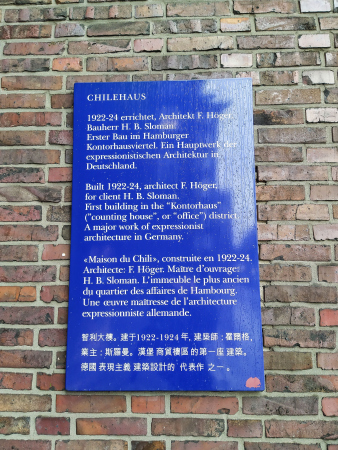 CHILEHAUS
1922-24 errichtet, Architekt F. Höger,
Bauherr H. B. Sloman.
Erster Bau im Hamburger
Kontorhausviertel. Ein Hauptwerk der
expressionistischen Architektur in
Deutschland.
Built 1922-24, architect F. Höger,
for client H. B. Sloman.
First building in the "Kontorhaus"
("counting house", or "office") district.
A major work of expressionist
architecture in Germany.
«Maison du Chili», construite en 1922-24.
Architecte: F. Höger. Maître d'ouvrage:
H. B. Sloman. L'immeuble le plus ancien
du quartier des affaires de Hambourg.
Une œuvre maîtresse de l'architecture
expressionniste allemande.
智利大樓。建于1922-1924年，建築師：霍爾格，
業主：斯羅曼。漢堡商貿樓區的第一座建築。
德國表現主義建築設計的代表作之一。